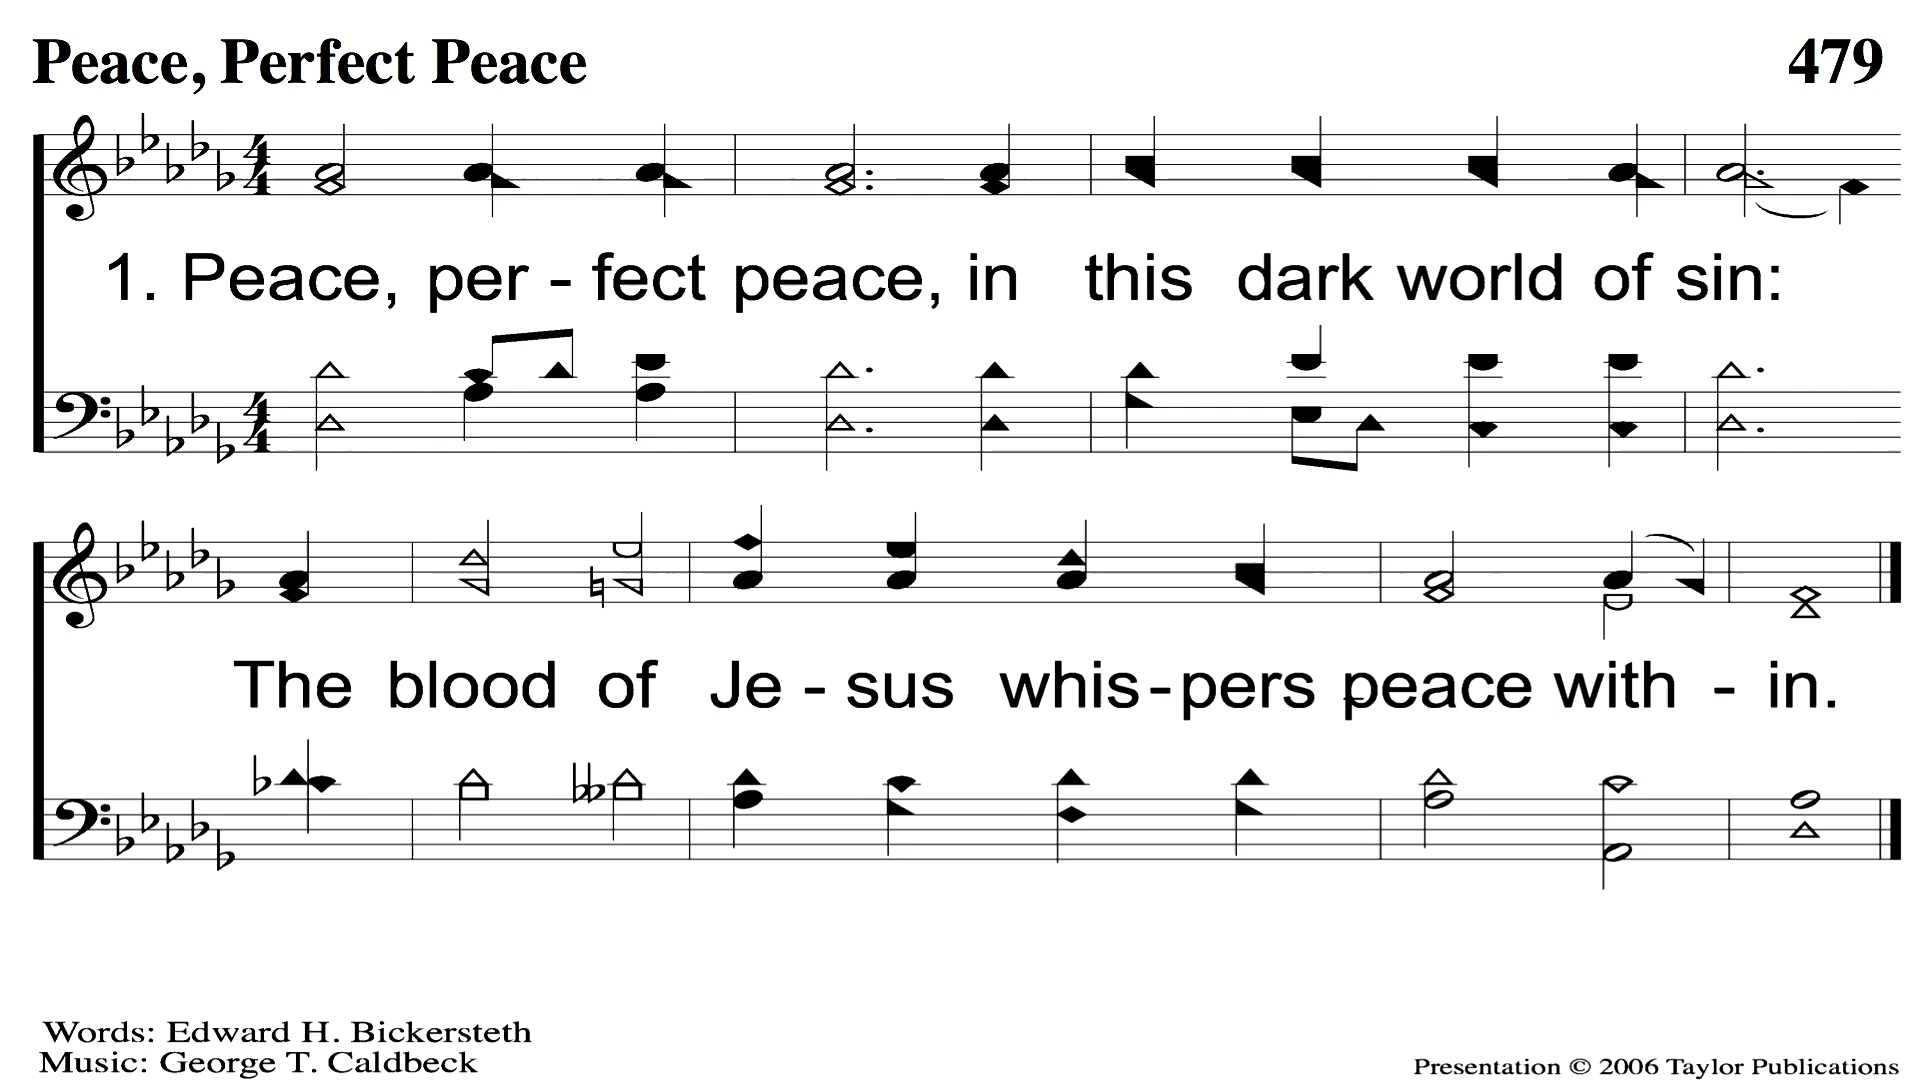 Peace, Perfect Peace 479
1. Peace, per - fect peace, in this dark world of sin:
The blood of Je - sus whis - pers peace with - in.
Words: Edward H. Bickersteth
Music: George T. Caldbeck
Presentation © 2006 Taylor Publications